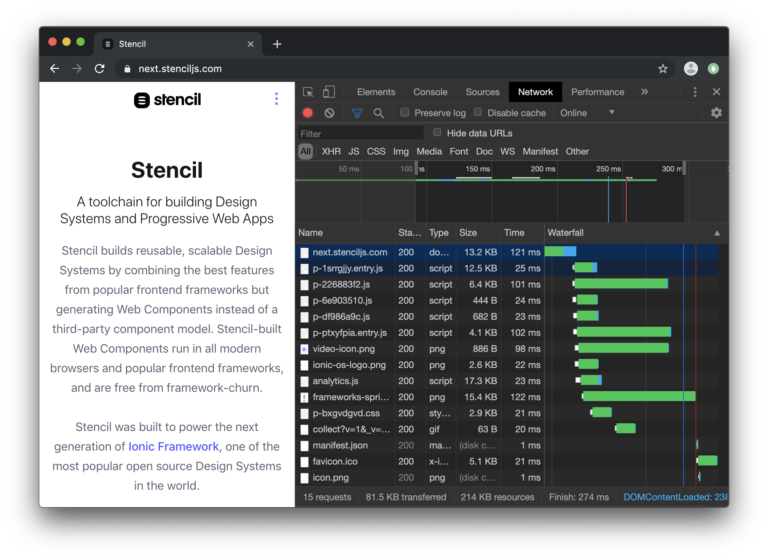 Stencil
next.stenciljs.com
stencil
Stencil
A toolchain for building Design
Systems and Progressive Web Apps
Stencil builds reusable, scalable Design
Systems by combining the best features
from popular frontend frameworks but
generating Web Components instead of a
third-party component model. Stencil-built
Web Components run in all modern
browsers and popular frontend frameworks,
and are free from framework-churn.
Stencil was built to power the next
generation of Ionic Framework, one of the
most popular open source Design Systems
in the world.
Elements Console Sources Network Performance »
Preserve log Disable cache Online
Filter Hide data URLs
All XHR JS CSS Img Media Font Doc WS Manifest Other
50 ms ms 150 ms 200 ms 250 ms 300 m
Name Sta... Type Size Time Waterfall
next.stenciljs.com 200 do... 13.2 KB 121 ms
p-1srrgjjy.entry.js 200 script 12.5 KB 25 ms
p-226883f2.js 200 script 6.4 KB 101 ms
p-6e903510.js 200 script 444 B 24 ms
p-df986a9c.js 200 script 682 B 23 ms
p-ptxyfpia.entry.js 200 script 4.1 KB 102 ms
video-icon.png 200 png 886 B 98 ms
ionic-os-logo.png 200 png 2.6 KB 22 ms
analytics.js 200 script 17.3 KB 23 ms
frameworks-spri... 200 png 15.4 KB 122 ms
p-bxgvdgvd.css 200 sty... 2.9 KB 21 ms
collect?v=1&_v=... 200 gif 63 B 20 ms
manifest.json 200 ma... (disk c... 1 ms
favicon.ico 200 x-i... 5.1 KB 21 ms
icon.png 200 png (disk c... 1 ms
15 requests 81.5 KB transferred 214 KB resources Finish: 274 ms DOMContentLoaded: 238